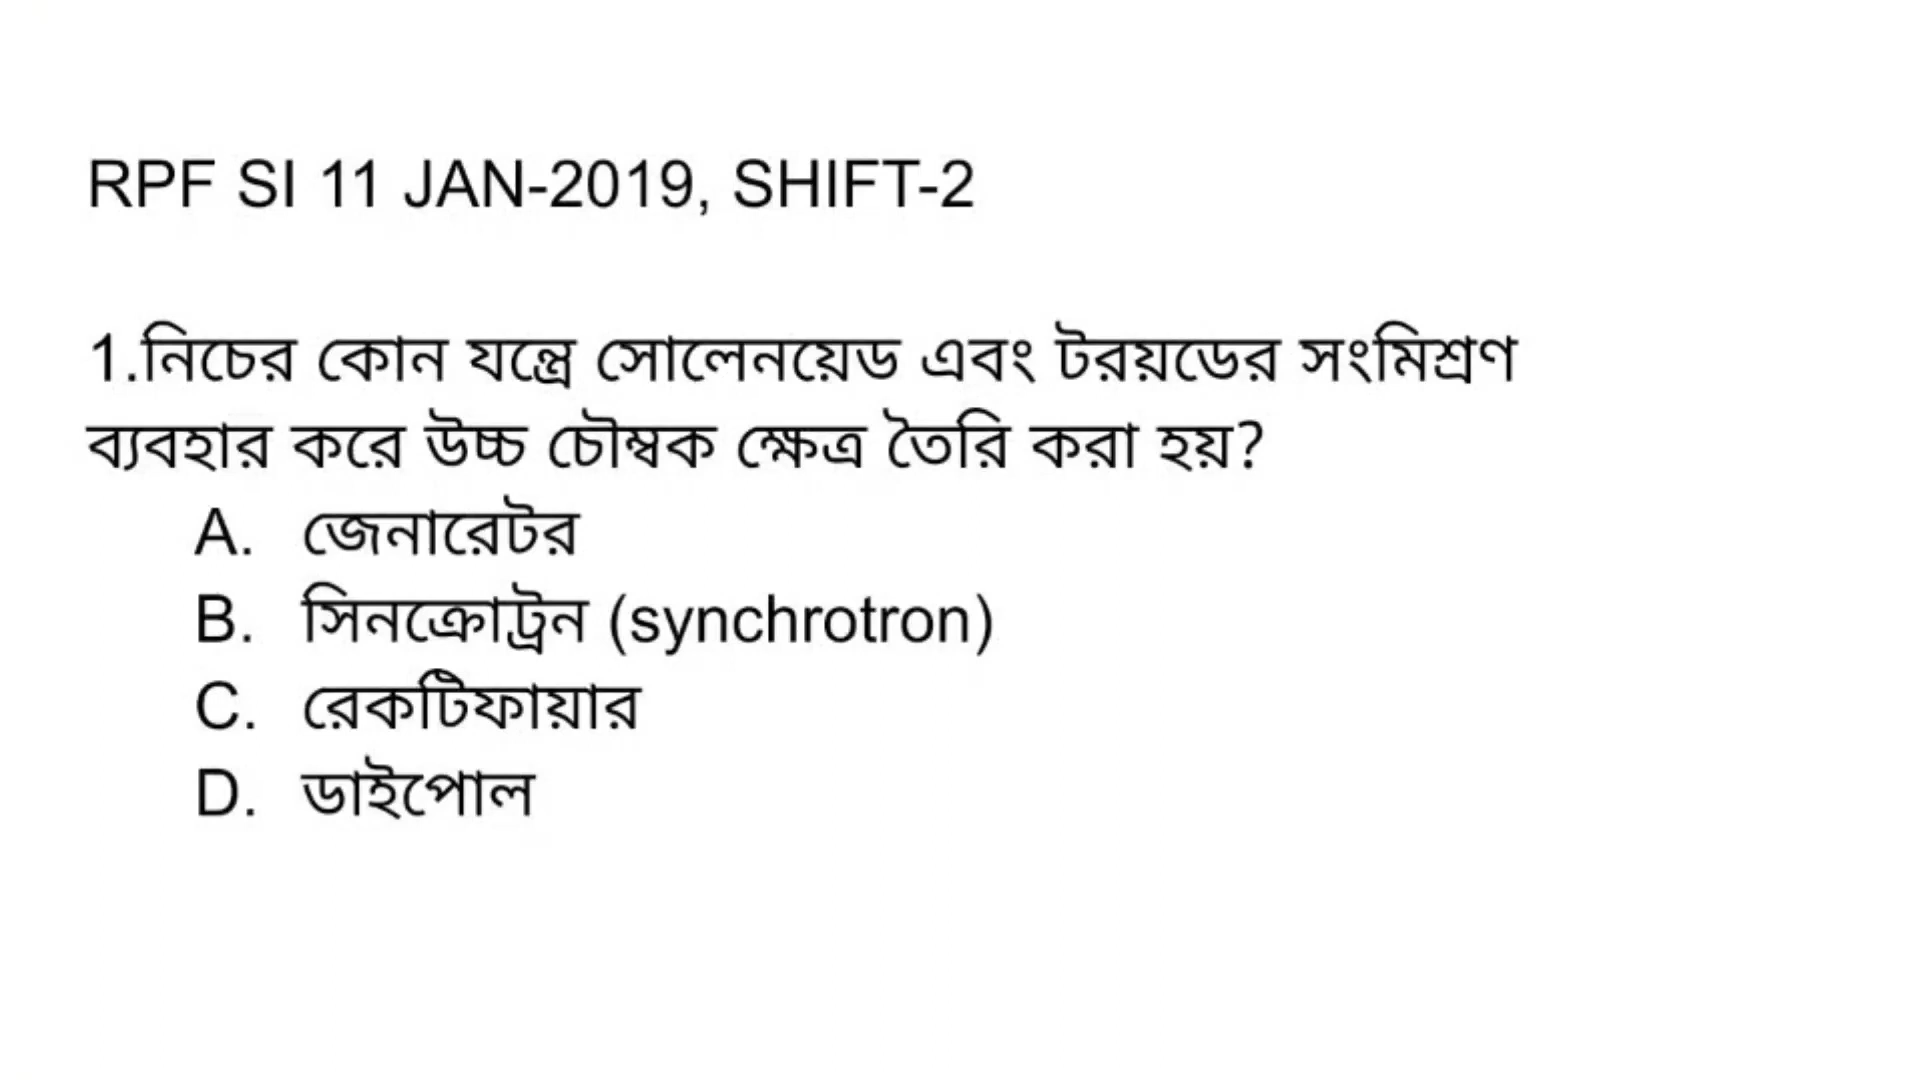 RPF SI 11 JAN-2019, SHIFT-2
1.নিচের কোন যন্ত্রে সোলেনয়েড এবং টরয়ডের সংমিশ্রণ
ব্যবহার করে উচ্চ চৌম্বক ক্ষেত্র তৈরি করা হয়?
A. জেনারেটর
B. সিনক্রোট্রন (synchrotron)
C. রেকটিফায়ার
D. ডাইপোল